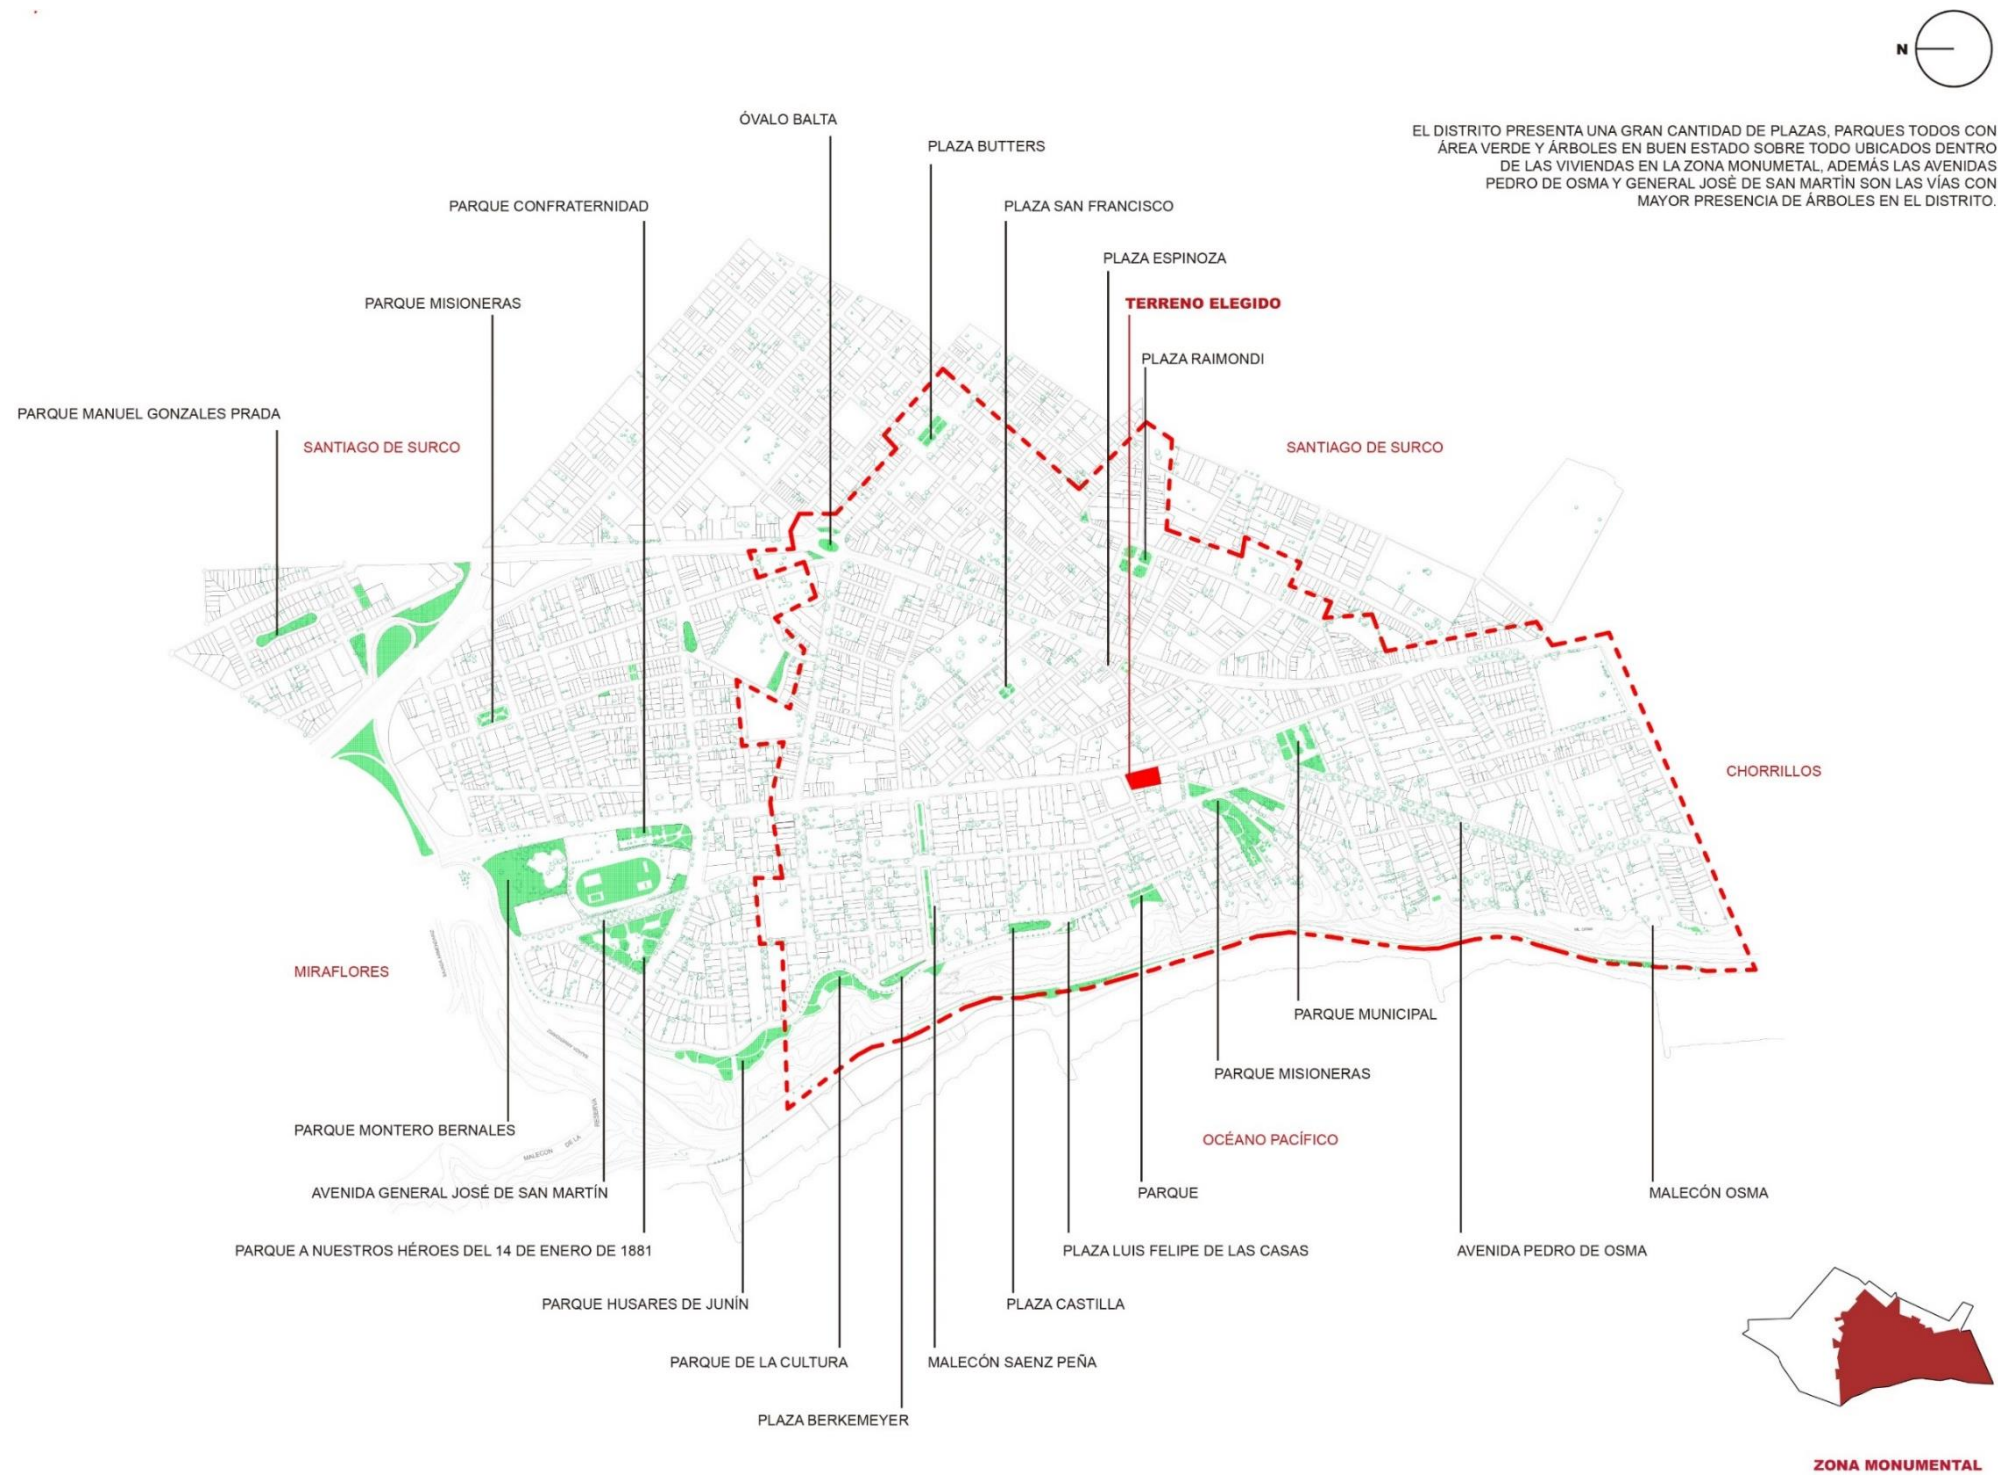 N
ÓVALO BALTA
EL DISTRITO PRESENTA UNA GRAN CANTIDAD DE PLAZAS, PARQUES TODOS CON
ÁREA VERDE Y ÁRBOLES EN BUEN ESTADO SOBRE TODO UBICADOS DENTRO
DE LAS VIVIENDAS EN LA ZONA MONUMETAL, ADEMÁS LAS AVENIDAS
PEDRO DE OSMA Y GENERAL JOSÈ DE SAN MARTÌN SON LAS VÍAS CON
MAYOR PRESENCIA DE ÁRBOLES EN EL DISTRITO.
PLAZA BUTTERS
PARQUE CONFRATERNIDAD
PLAZA SAN FRANCISCO
PLAZA ESPINOZA
PARQUE MISIONERAS
TERRENO ELEGIDO
PLAZA RAIMONDI
PARQUE MANUEL GONZALES PRADA
SANTIAGO DE SURCO
SANTIAGO DE SURCO
CHORRILLOS
MIRAFLORES
PARQUE MUNICIPAL
PARQUE MISIONERAS
PARQUE MONTERO BERNALES
OCÉANO PACÍFICO
MALECON
DE LA
RESERVA
AVENIDA GENERAL JOSÉ DE SAN MARTÍN
PARQUE
MALECÓN OSMA
PARQUE A NUESTROS HÉROES DEL 14 DE ENERO DE 1881
PLAZA LUIS FELIPE DE LAS CASAS
AVENIDA PEDRO DE OSMA
PARQUE HUSARES DE JUNÍN
PLAZA CASTILLA
PARQUE DE LA CULTURA
MALECÓN SAENZ PEÑA
PLAZA BERKEMEYER
ZONA MONUMENTAL